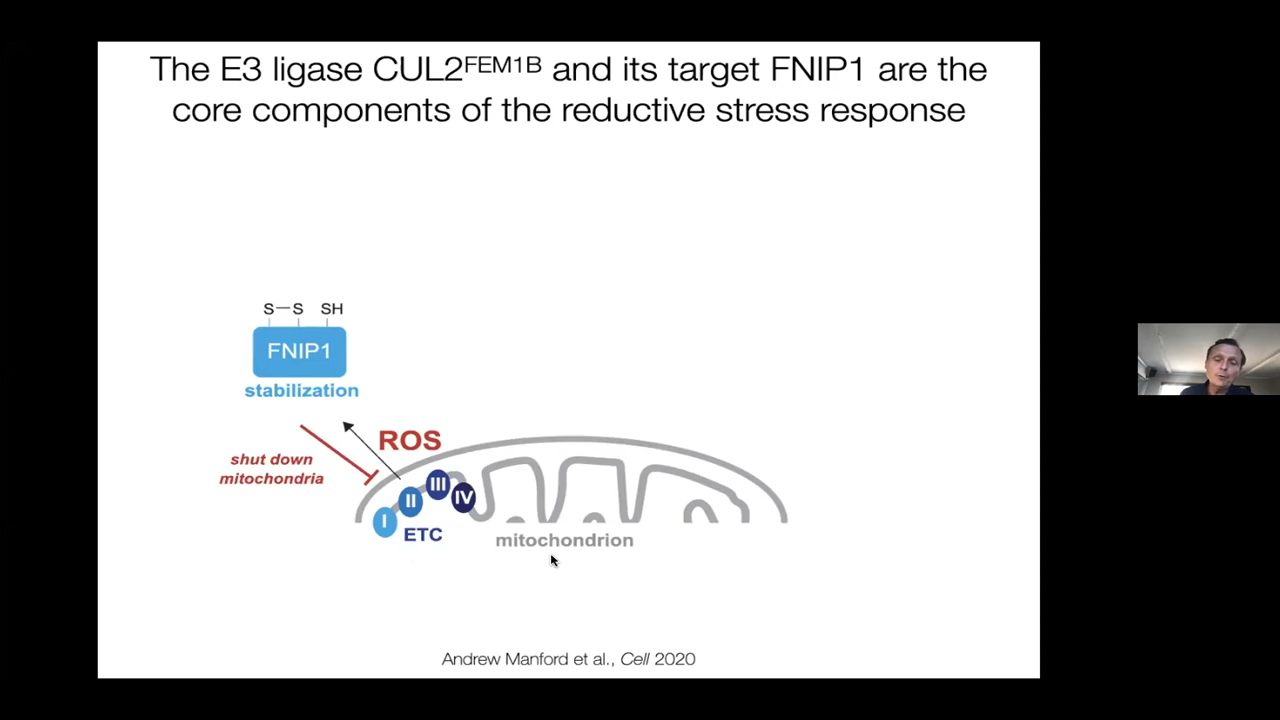 The E3 ligase CUL2FEM1B and its target FNIP1 are the
core components of the reductive stress response
S—S SH
FNIP1
stabilization
ROS
shut down
mitochondria
I
II
III
IV
ETC
mitochondrion
Andrew Manford et al., Cell 2020